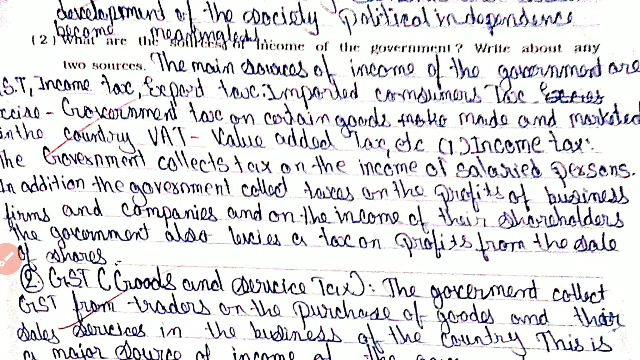 development of the society political independence
become meaningless
(2) What are the sources of income of the government? Write about any
two sources. The main sources of income of the government are
S.T, Income tax, Export tax. Imported consumers Tax
cise - Government tax on certain goods made and marketed
in the country VAT - Value added Tax, etc (1) Income tax:
The Government collects tax on the income of salaried persons.
In addition the government collect taxes on the profits of business
firms and companies and on the income of their shareholders
The government also levies a tax on profits from the sale
of shares.
(2) GST (Goods and service Tax): The goverment collect
GST from traders on the purchase of goodes and their
sales services in the business of the country This is
a major source of income of the